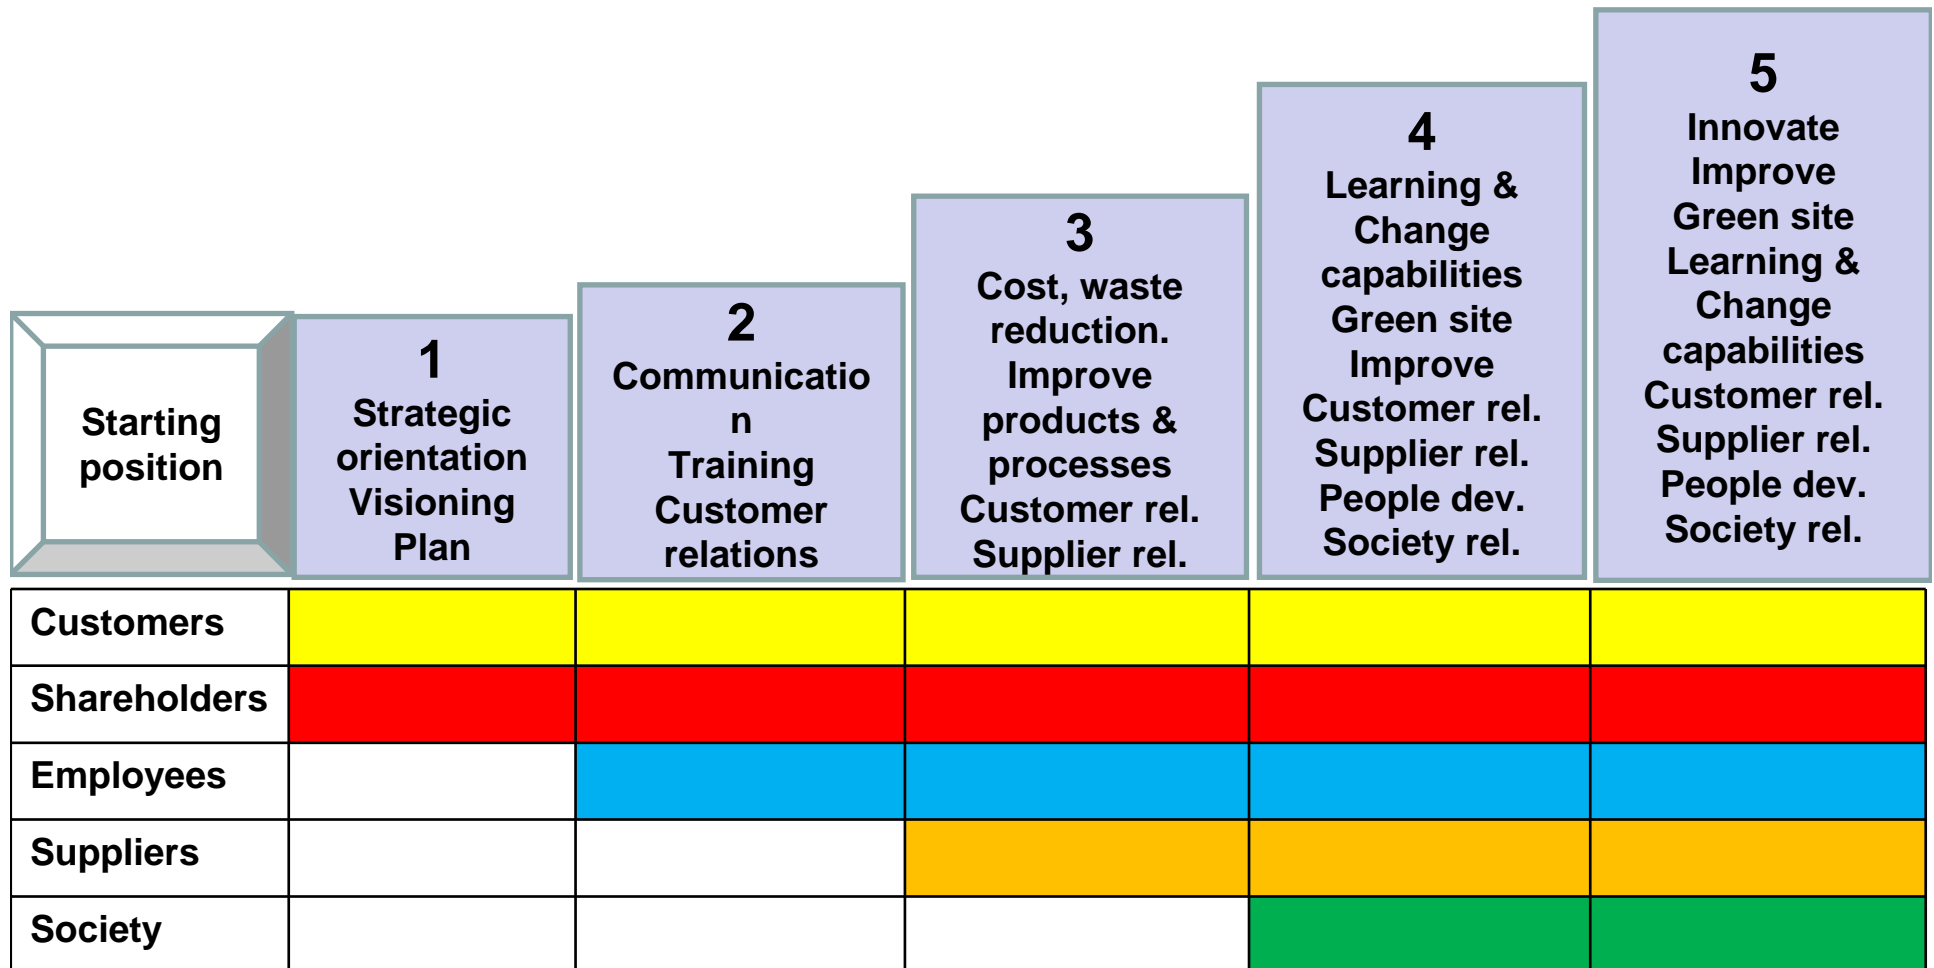 Starting
position
1
Strategic
orientation
Visioning
Plan
2
Communicatio
n
Training
Customer
relations
3
Cost, waste
reduction.
Improve
products &
processes
Customer rel.
Supplier rel.
4
Learning &
Change
capabilities
Green site
Improve
Customer rel.
Supplier rel.
People dev.
Society rel.
5
Innovate
Improve
Green site
Learning &
Change
capabilities
Customer rel.
Supplier rel.
People dev.
Society rel.
Customers
Shareholders
Employees
Suppliers
Society